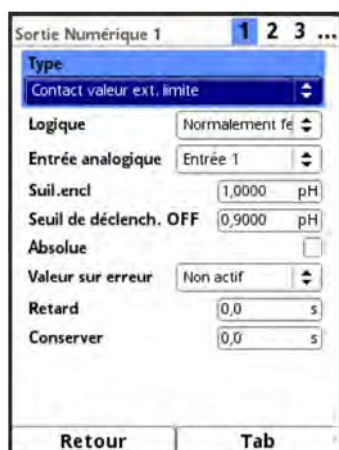 Sortie Numérique 1 1 2 3 ...
Type
Contact valeur ext. limite
Logique Normalement fe
Entrée analogique Entrée 1
Suil.encl 1,0000 pH
Seuil de déclench. OFF 0,9000 pH
Absolue
Valeur sur erreur Non actif
Retard 0,0 s
Conserver 0,0 s
Retour Tab